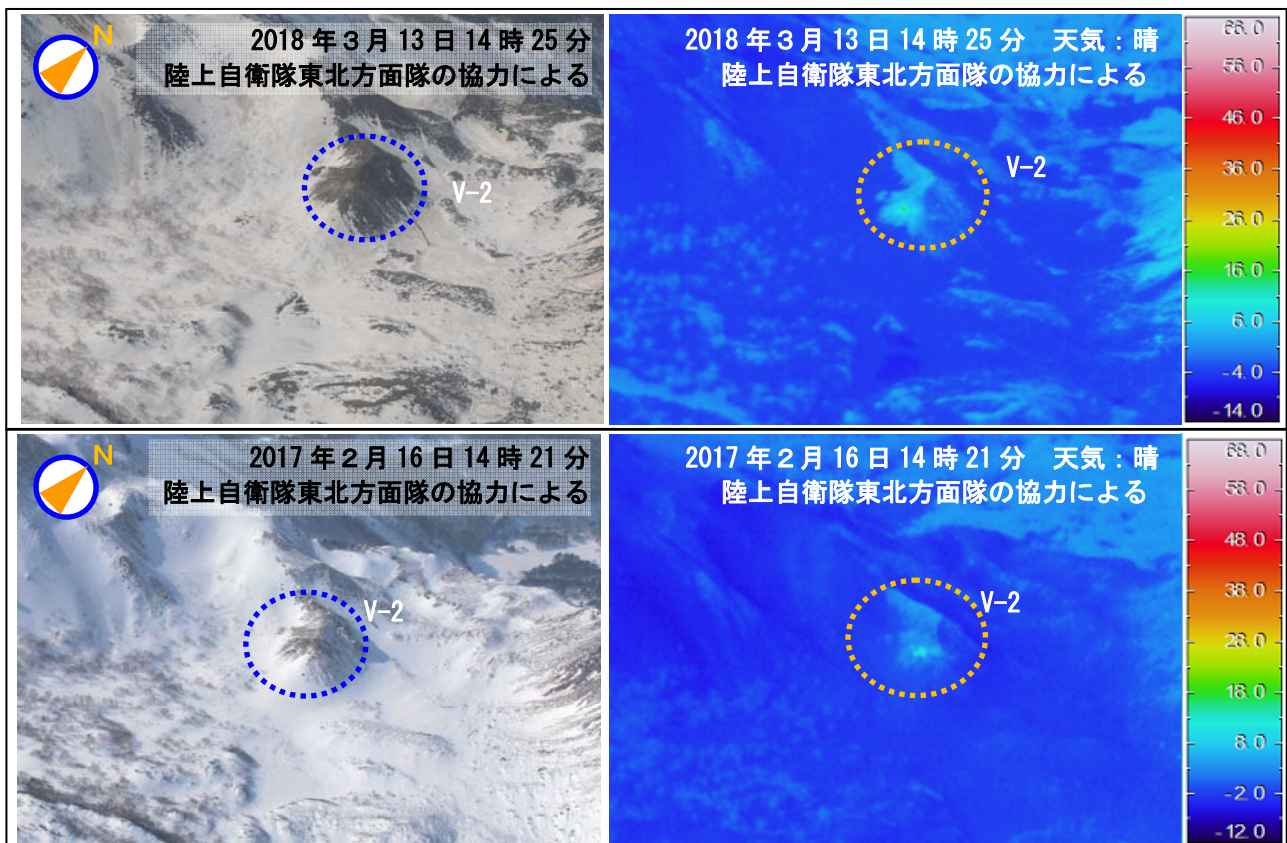 N
2018年3月13日14時25分
陸上自衛隊東北方面隊の協力による
V-2
2018年3月13日14時25分　天気：晴
陸上自衛隊東北方面隊の協力による
V-2
66.0
56.0
46.0
36.0
26.0
16.0
6.0
-4.0
-14.0
N
2017年2月16日14時21分
陸上自衛隊東北方面隊の協力による
V-2
2017年2月16日14時21分　天気：晴
陸上自衛隊東北方面隊の協力による
V-2
68.0
58.0
48.0
38.0
28.0
18.0
8.0
-2.0
-12.0